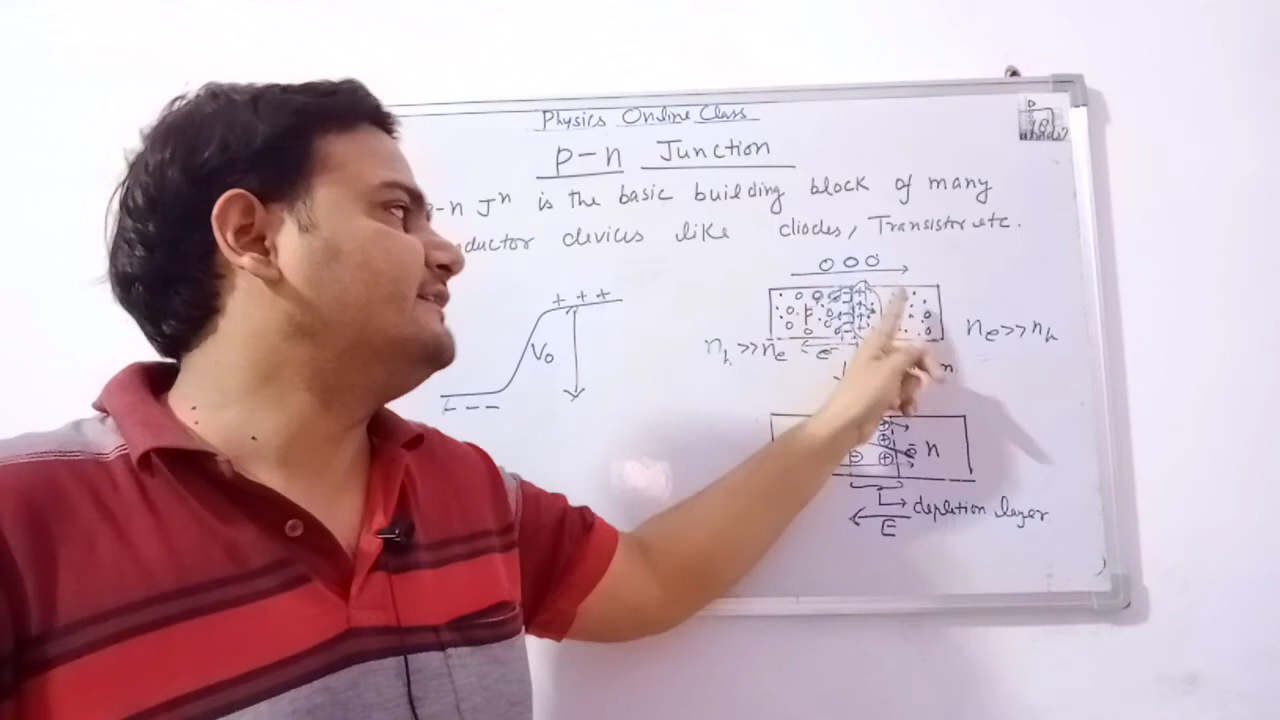 Physics Online Class
p-n Junction
p-n Jⁿ is the basic building block of many
ductor devices like diodes, Transistor etc.
+ + +
V₀
- - -
p
nₕ >> nₑ
e⁻
nₑ >> nₕ
n
n
depletion layer
E